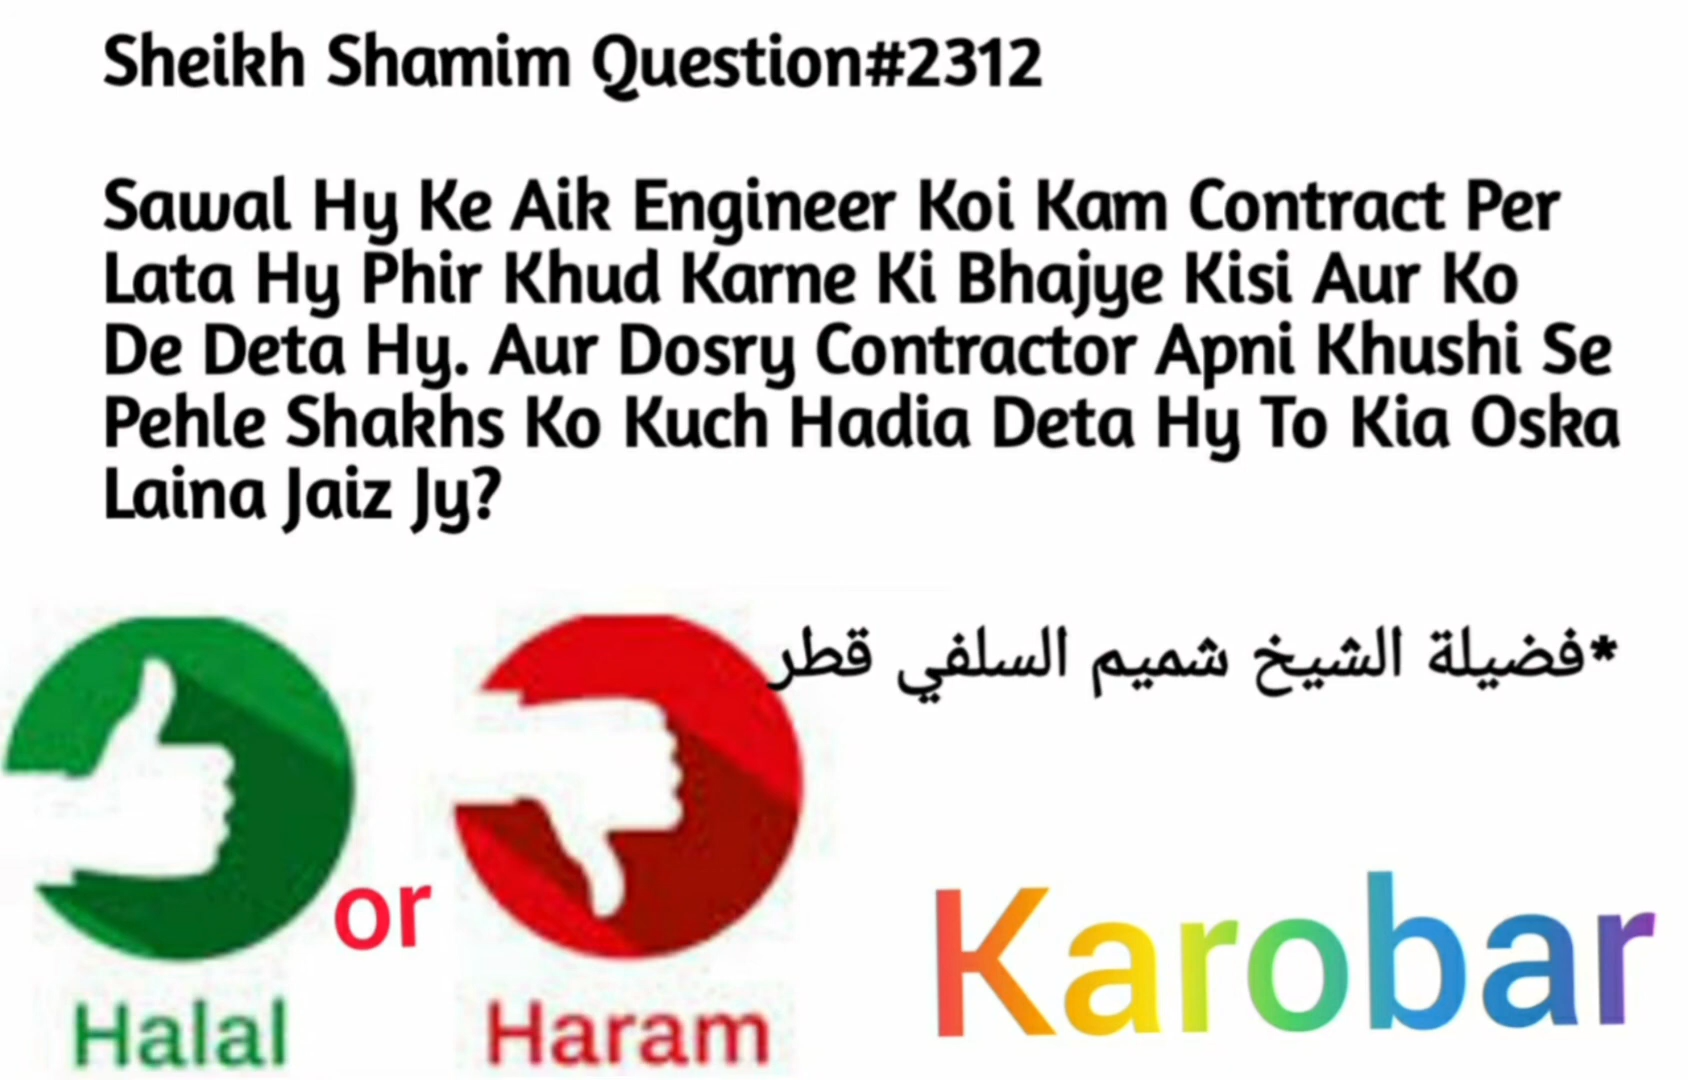 Sheikh Shamim Question#2312
Sawal Hy Ke Aik Engineer Koi Kam Contract Per
Lata Hy Phir Khud Karne Ki Bhajye Kisi Aur Ko
De Deta Hy. Aur Dosry Contractor Apni Khushi Se
Pehle Shakhs Ko Kuch Hadia Deta Hy To Kia Oska
Laina Jaiz Jy?
*فضيلة الشيخ شميم السلفي قطر
or
Halal
Haram
Karobar